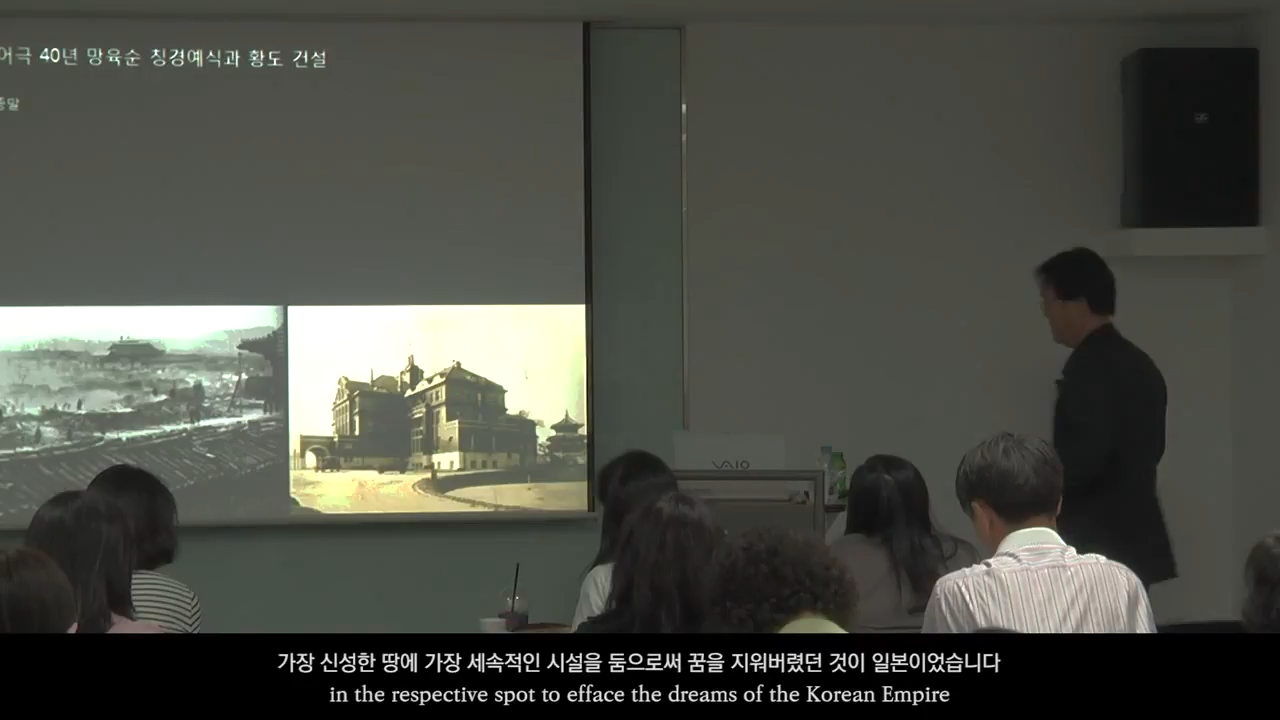 어극 40년 망육순 칭경예식과 황도 건설
종말
VAIO
가장 신성한 땅에 가장 세속적인 시설을 둠으로써 꿈을 지워버렸던 것이 일본이었습니다
in the respective spot to efface the dreams of the Korean Empire